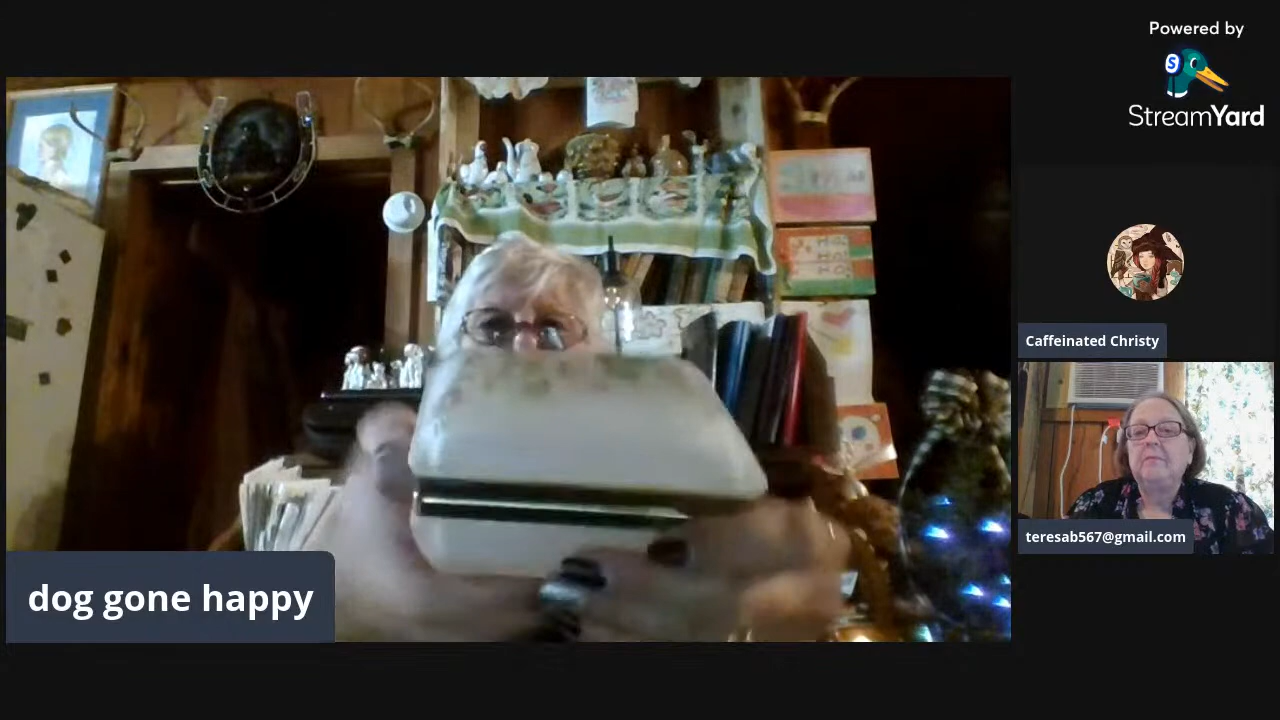 Powered by
StreamYard
Caffeinated Christy
teresab567@gmail.com
dog gone happy